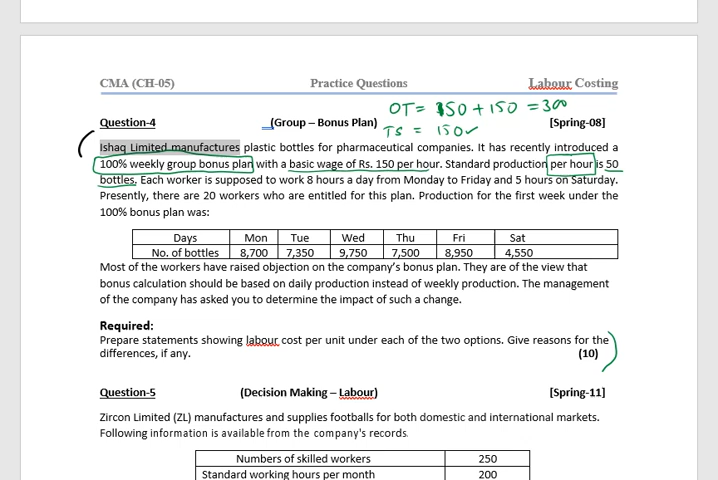 CMA (CH-05) Practice Questions Labour Costing
OT = 150 + 150 = 300
Question-4 (Group – Bonus Plan) [Spring-08]
TS = 150
Ishaq Limited manufactures plastic bottles for pharmaceutical companies. It has recently introduced a
100% weekly group bonus plan with a basic wage of Rs. 150 per hour. Standard production per hour is 50
bottles. Each worker is supposed to work 8 hours a day from Monday to Friday and 5 hours on Saturday.
Presently, there are 20 workers who are entitled for this plan. Production for the first week under the
100% bonus plan was:
Days Mon Tue Wed Thu Fri Sat
No. of bottles 8,700 7,350 9,750 7,500 8,950 4,550
Most of the workers have raised objection on the company's bonus plan. They are of the view that
bonus calculation should be based on daily production instead of weekly production. The management
of the company has asked you to determine the impact of such a change.
Required:
Prepare statements showing labour cost per unit under each of the two options. Give reasons for the
differences, if any. (10)
Question-5 (Decision Making – Labour) [Spring-11]
Zircon Limited (ZL) manufactures and supplies footballs for both domestic and international markets.
Following information is available from the company's records.
Numbers of skilled workers 250
Standard working hours per month 200